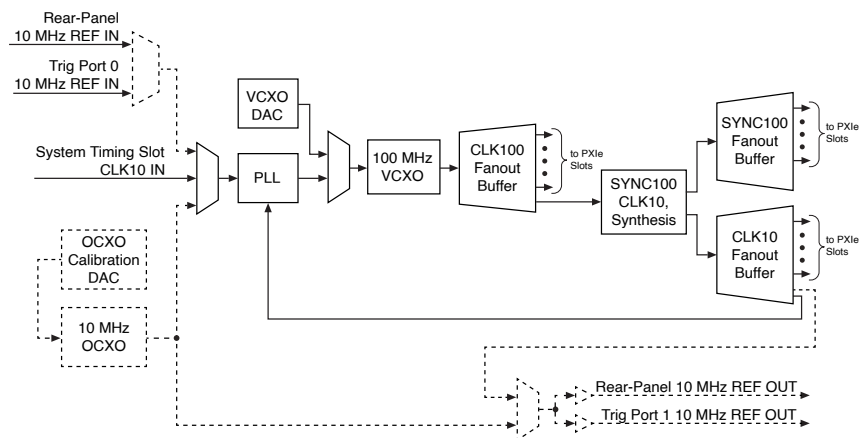 Rear-Panel
10 MHz REF IN
Trig Port 0
10 MHz REF IN
System Timing Slot
CLK10 IN
OCXO
Calibration
DAC
10 MHz
OCXO
PLL
VCXO
DAC
100 MHz
VCXO
CLK100
Fanout
Buffer
to PXIe
Slots
SYNC100
CLK10,
Synthesis
SYNC100
Fanout
Buffer
to PXIe
Slots
CLK10
Fanout
Buffer
to PXIe
Slots
Rear-Panel 10 MHz REF OUT
Trig Port 1 10 MHz REF OUT